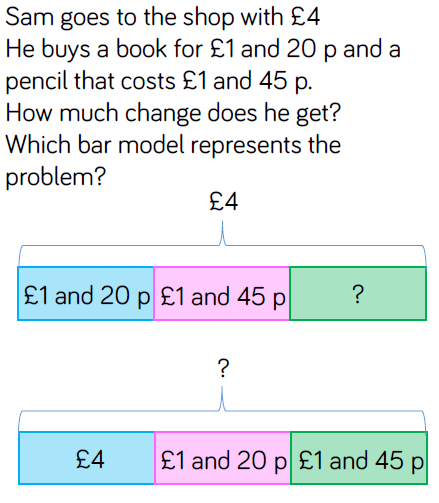 Sam goes to the shop with £4
He buys a book for £1 and 20 p and a
pencil that costs £1 and 45 p.
How much change does he get?
Which bar model represents the
problem?
£4
£1 and 20 p £1 and 45 p ?
?
£4 £1 and 20 p £1 and 45 p